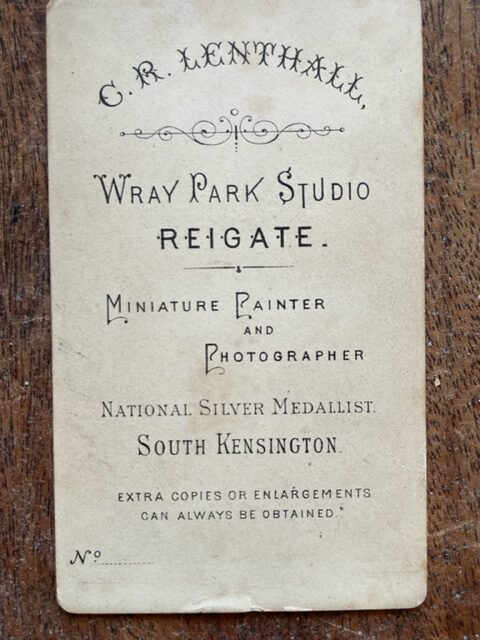 C. R. LENTHALL,
WRAY PARK STUDIO
REIGATE.
MINIATURE PAINTER
AND
PHOTOGRAPHER
NATIONAL SILVER MEDALLIST.
SOUTH KENSINGTON.
EXTRA COPIES OR ENLARGEMENTS
CAN ALWAYS BE OBTAINED.
Nº